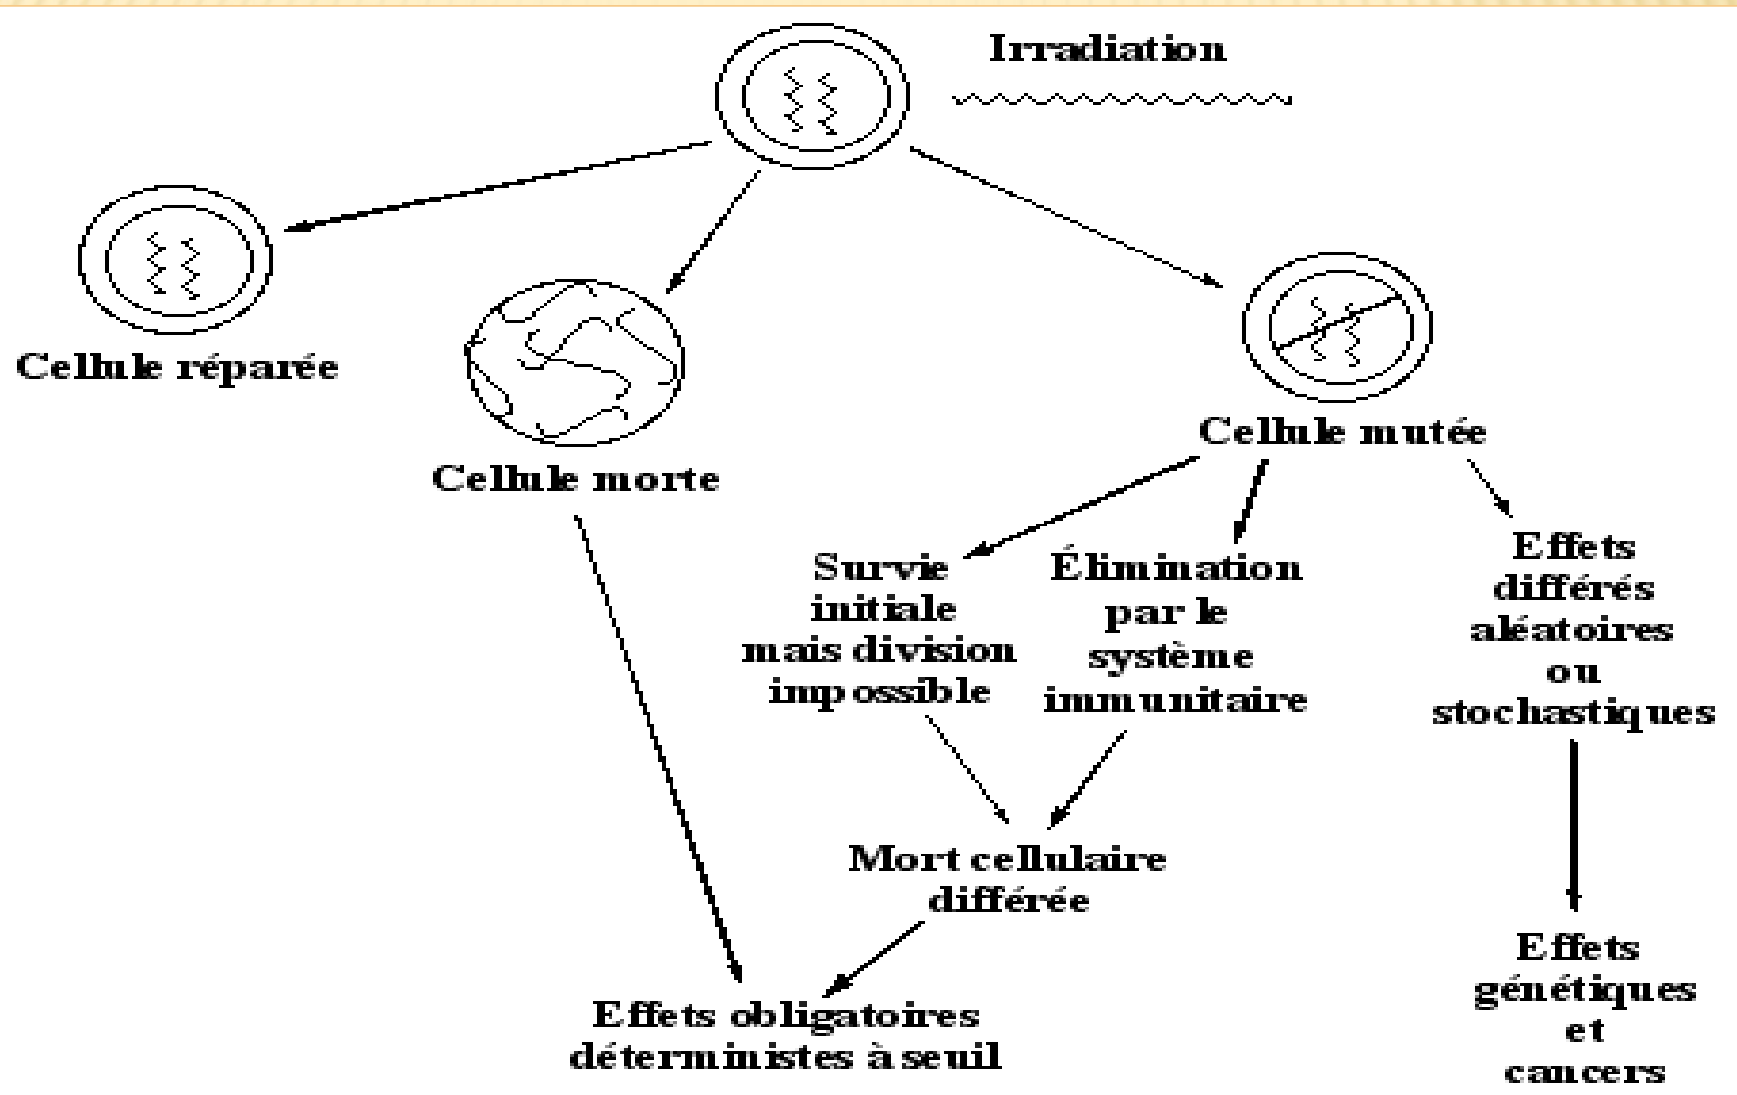 Irradiation
Cellule réparée
Cellule morte
Cellule mutée
Survie
initiale
mais division
impossible
Élimination
par le
système
immunitaire
Effets
différés
aléatoires
ou
stochastiques
Mort cellulaire
différée
Effets obligatoires
déterministes à seuil
Effets
génétiques
et
cancers